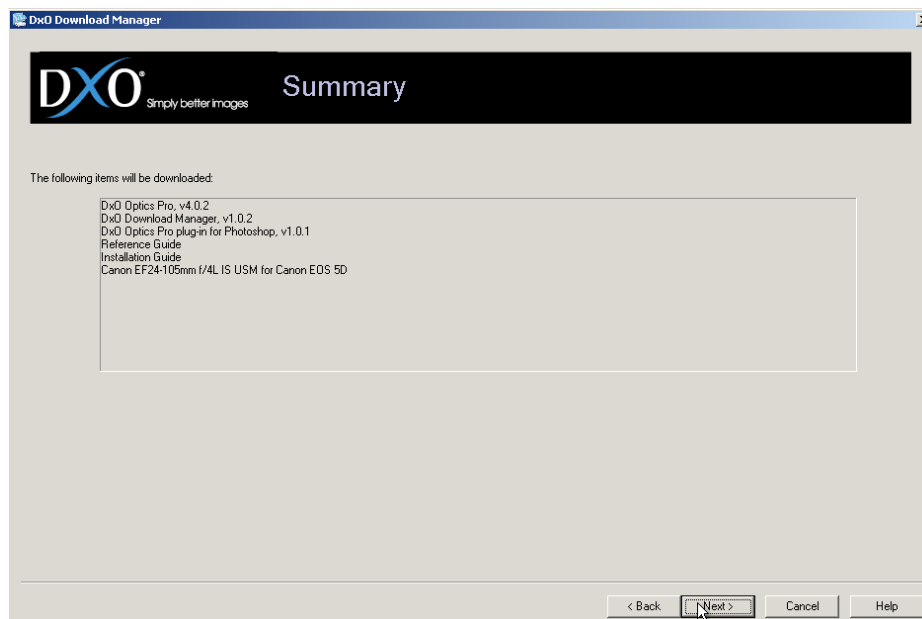 DxO Download Manager
DXO® Simply better images
Summary
The following items will be downloaded:
DxO Optics Pro, v4.0.2
DxO Download Manager, v1.0.2
DxO Optics Pro plug-in for Photoshop, v1.0.1
Reference Guide
Installation Guide
Canon EF24-105mm f/4L IS USM for Canon EOS 5D
< Back Next > Cancel Help